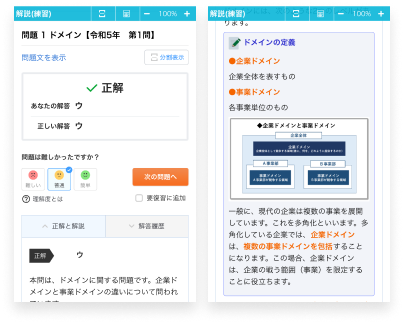 解説(練習)
− 100% +
問題 1 ドメイン【令和5年 第1問】
問題文を表示
分割表示
正解
あなたの解答 ウ
正しい解答 ウ
問題は難しかったですか？
難しい
普通
簡単
次の問題へ
理解度とは
要復習に追加
正解と解説
解答履歴
正解 ウ
本問は、ドメインに関する問題です。企業ド
メインと事業ドメインの違いについて問われ
解説(練習)
− 100% +
ります。
ドメインの定義
●企業ドメイン
企業全体を表すもの
●事業ドメイン
各事業単位のもの
◆企業ドメインと事業ドメイン
企業全体
企業ドメイン
A事業部
B事業部
事業ドメイン
事業ドメイン
一般に、現代の企業は複数の事業を展開
しています。これを多角化といいます。多
角化している企業では、企業ドメイン
は、複数の事業ドメインを包括すること
になります。この場合、企業ドメイン
は、企業の戦う範囲（事業）を限定する
ことに役立ちます。